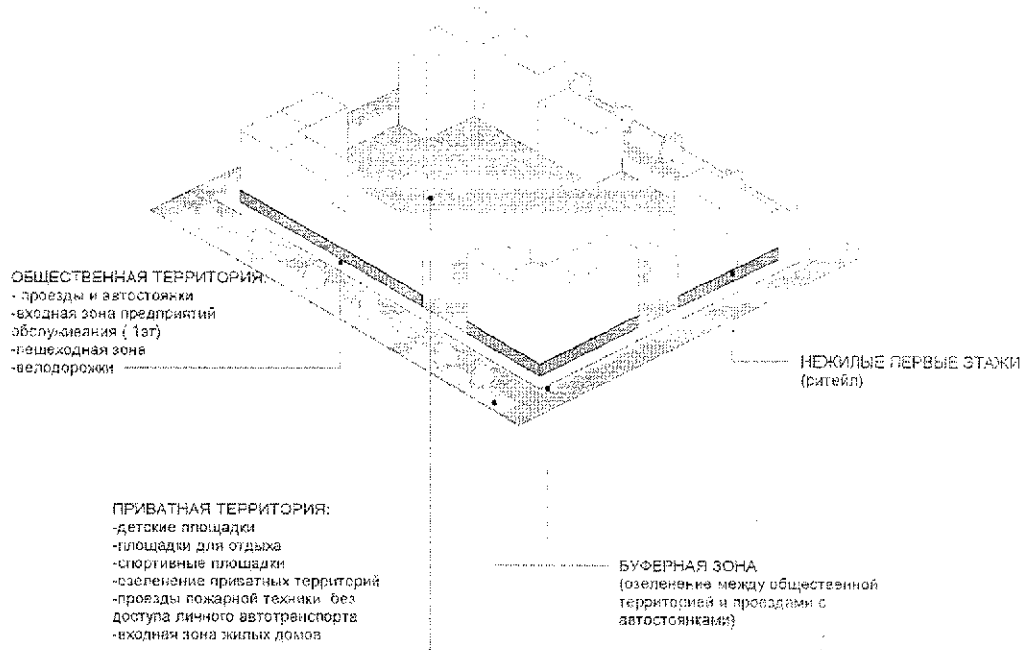 ОБЩЕСТВЕННАЯ ТЕРРИТОРИЯ:
- проезды и автостоянки
-входная зона предприятий
обслуживания ( 1эт)
-пешеходная зона
-велодорожки
НЕЖИЛЫЕ ПЕРВЫЕ ЭТАЖИ
(ритейл)
ПРИВАТНАЯ ТЕРРИТОРИЯ:
-детские площадки
-площадки для отдыха
-спортивные площадки
-озеленение приватных территорий
-проезды пожарной техники без
доступа личного автотранспорта
-входная зона жилых домов
БУФЕРНАЯ ЗОНА
(озеленение между общественной
территорией и проездами с
автостоянками)